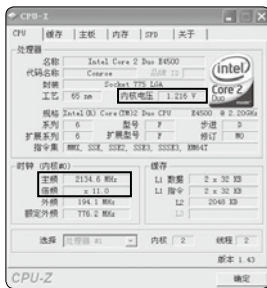 CPU-Z
CPU 缓存 主板 内存 SPD 关于
处理器
名称 Intel Core 2 Duo E4500
代码名称 Conroe
封装 Socket 775 LGA
工艺 65 nm 内核电压 1.216 V
intel
Core 2
Duo
规格 Intel(R) Core(TM)2 Duo CPU E4500 @ 2.20GHz
系列 6 型号 F 步进 D
扩展系列 6 扩展型号 F 修订 M0
指令集 MMX, SSE, SSE2, SSE3, SSSE3, EM64T
时钟 (内核#0)
主频 2134.6 MHz
倍频 x 11.0
外频 194.1 MHz
额定外频 776.2 MHz
缓存
L1 数据 2 x 32 KB
L1 指令 2 x 32 KB
L2 2048 KB
L3
选择 处理器 #1 内核 2 线程 2
版本 1.43
CPU-Z 确定